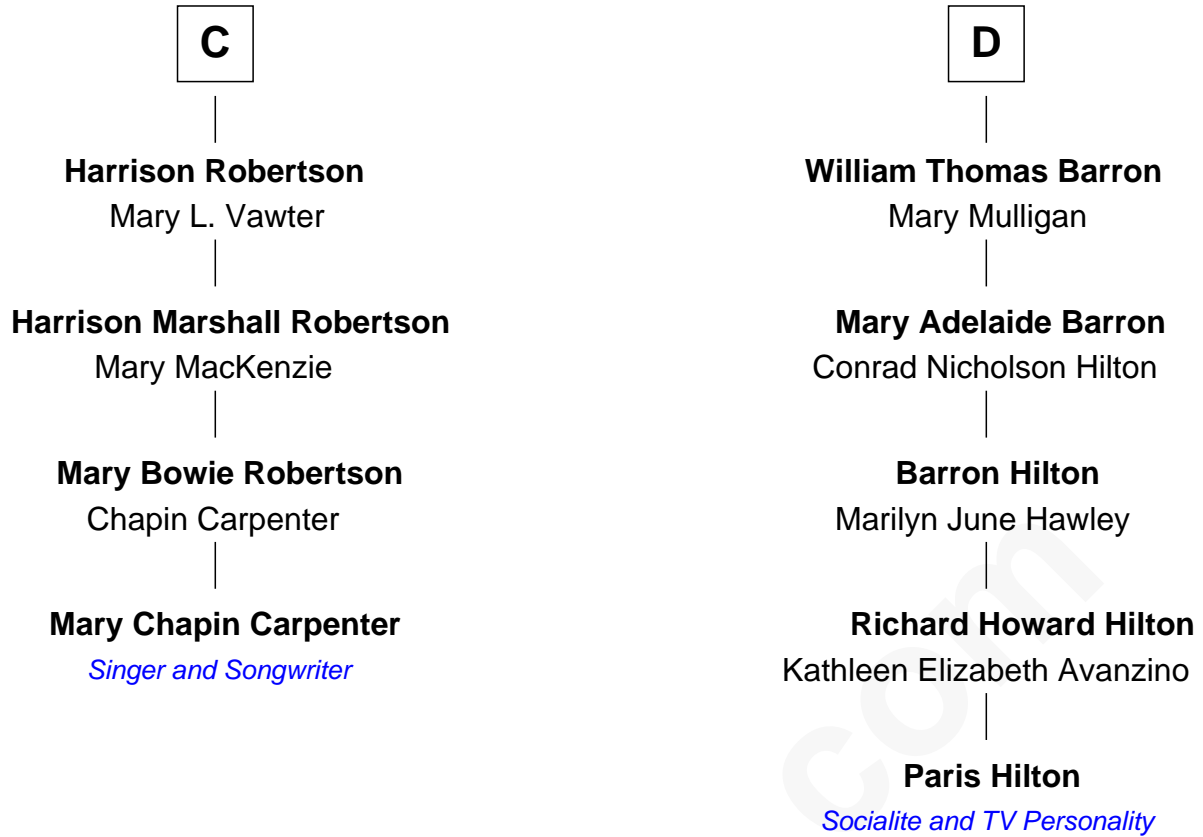 C
Harrison Robertson
Mary L. Vawter
Harrison Marshall Robertson
Mary MacKenzie
Mary Bowie Robertson
Chapin Carpenter
Mary Chapin Carpenter
Singer and Songwriter
D
William Thomas Barron
Mary Mulligan
Mary Adelaide Barron
Conrad Nicholson Hilton
Barron Hilton
Marilyn June Hawley
Richard Howard Hilton
Kathleen Elizabeth Avanzino
Paris Hilton
Socialite and TV Personality
com